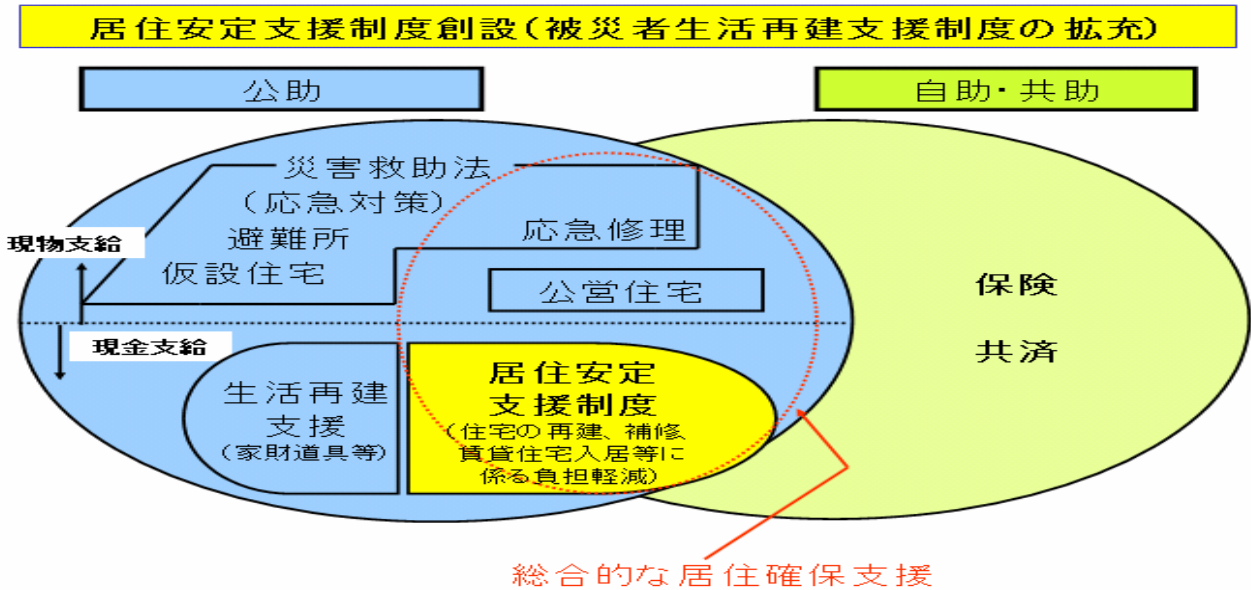 居住安定支援制度創設(被災者生活再建支援制度の拡充)
公助
自助・共助
災害救助法
(応急対策)
避難所
応急修理
現物支給
仮設住宅
公営住宅
保険
共済
現金支給
生活再建
支援
(家財道具等)
居住安定
支援制度
(住宅の再建、補修、
賃貸住宅入居等に
係る負担軽減)
総合的な居住確保支援